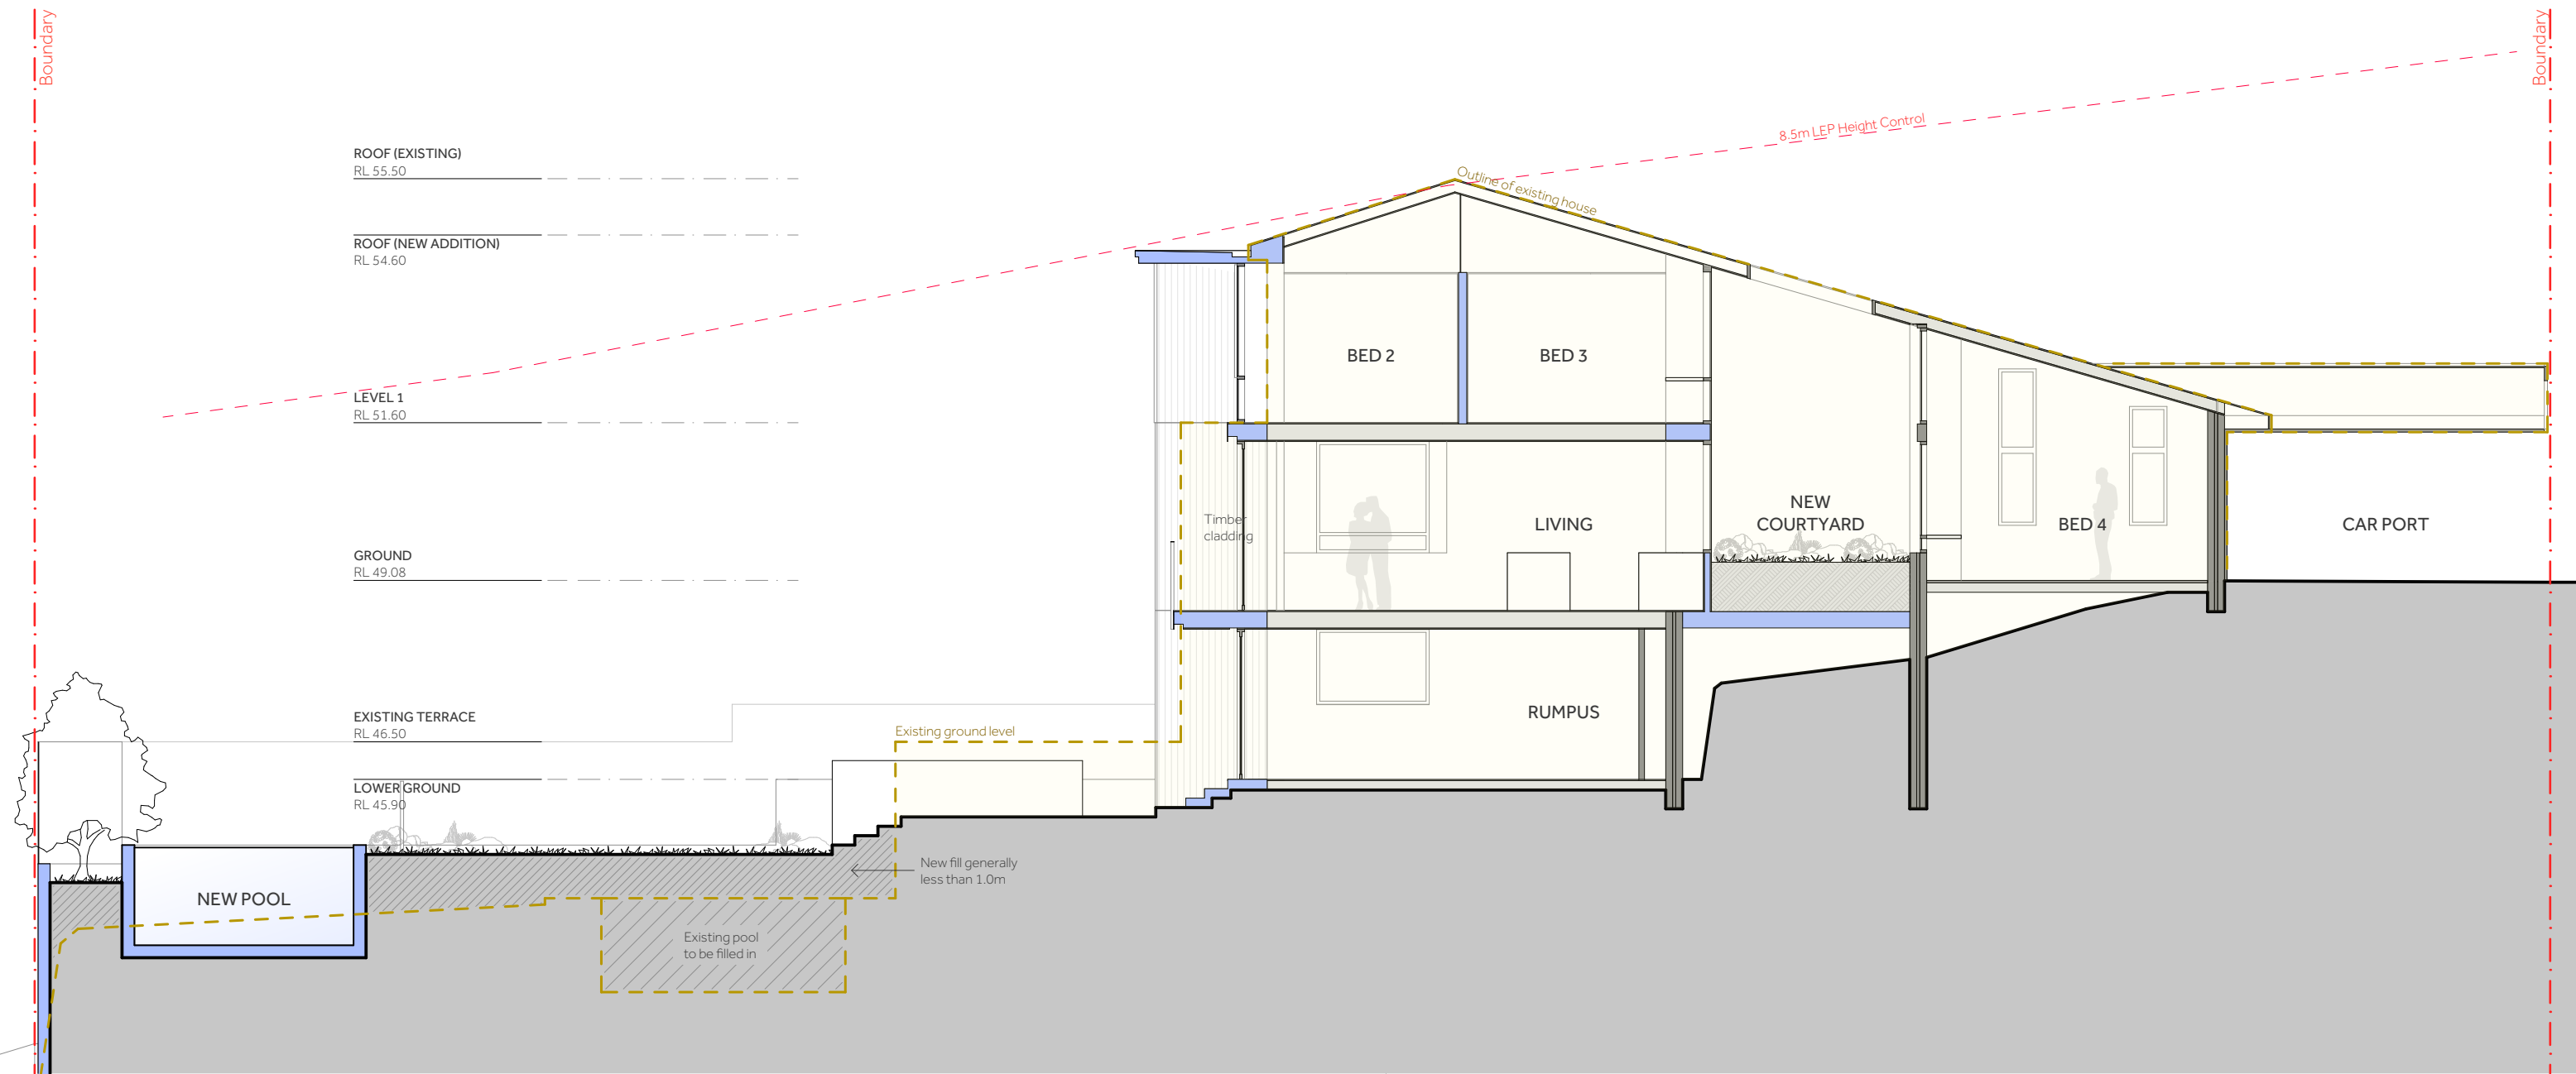 Boundary
Boundary
8.5m LEP Height Control
ROOF (EXISTING)
RL 55.50
Outline of existing house
ROOF (NEW ADDITION)
RL 54.60
BED 2
BED 3
LEVEL 1
RL 51.60
NEW
COURTYARD
Timber
cladding
LIVING
BED 4
CAR PORT
GROUND
RL 49.08
RUMPUS
EXISTING TERRACE
RL 46.50
Existing ground level
LOWER GROUND
RL 45.90
New fill generally
less than 1.0m
NEW POOL
Existing pool
to be filled in